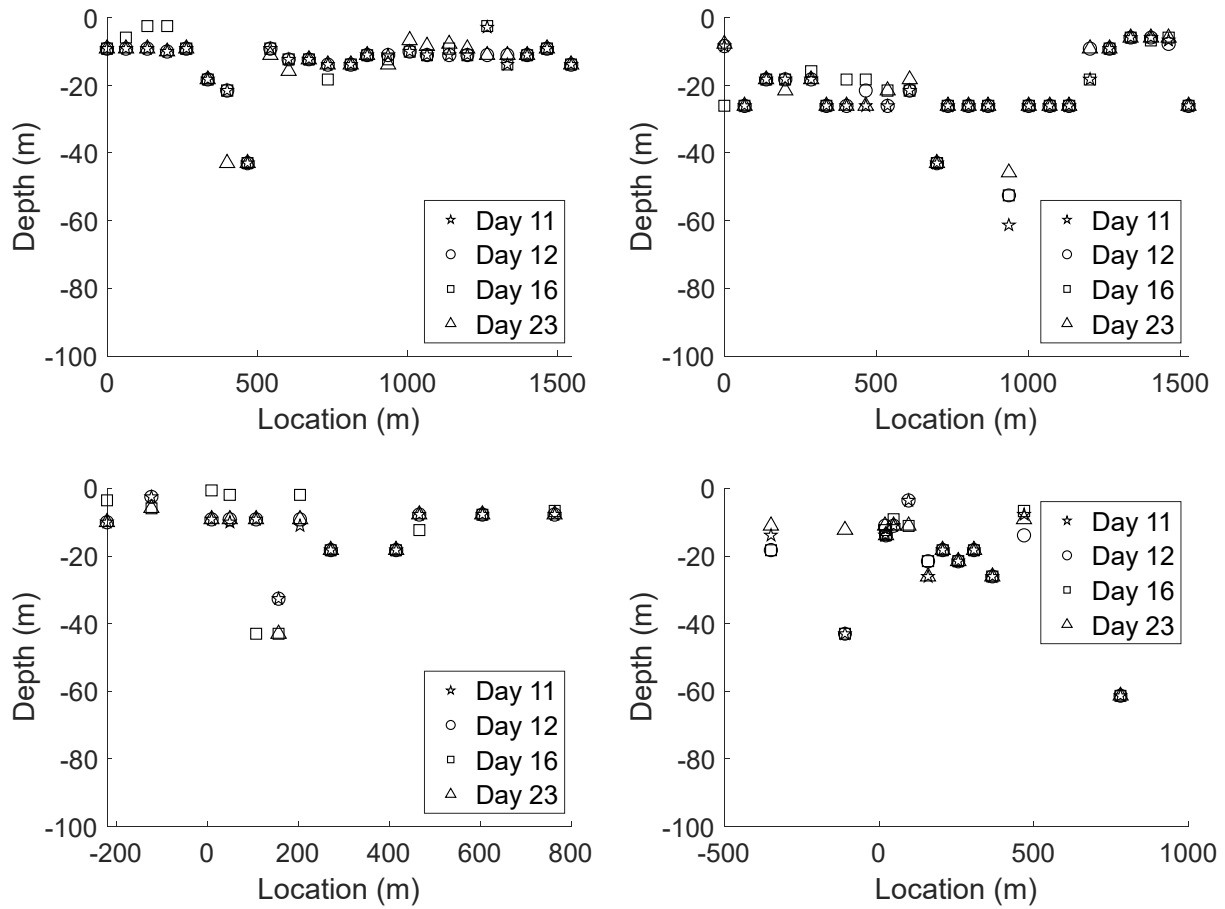 0
-20
-40
-60
-80
-100
Depth (m)
0 500 1000 1500
Location (m)
Day 11
Day 12
Day 16
Day 23
0
-20
-40
-60
-80
-100
Depth (m)
0 500 1000 1500
Location (m)
Day 11
Day 12
Day 16
Day 23
0
-20
-40
-60
-80
-100
Depth (m)
-200 0 200 400 600 800
Location (m)
Day 11
Day 12
Day 16
Day 23
0
-20
-40
-60
-80
-100
Depth (m)
-500 0 500 1000
Location (m)
Day 11
Day 12
Day 16
Day 23